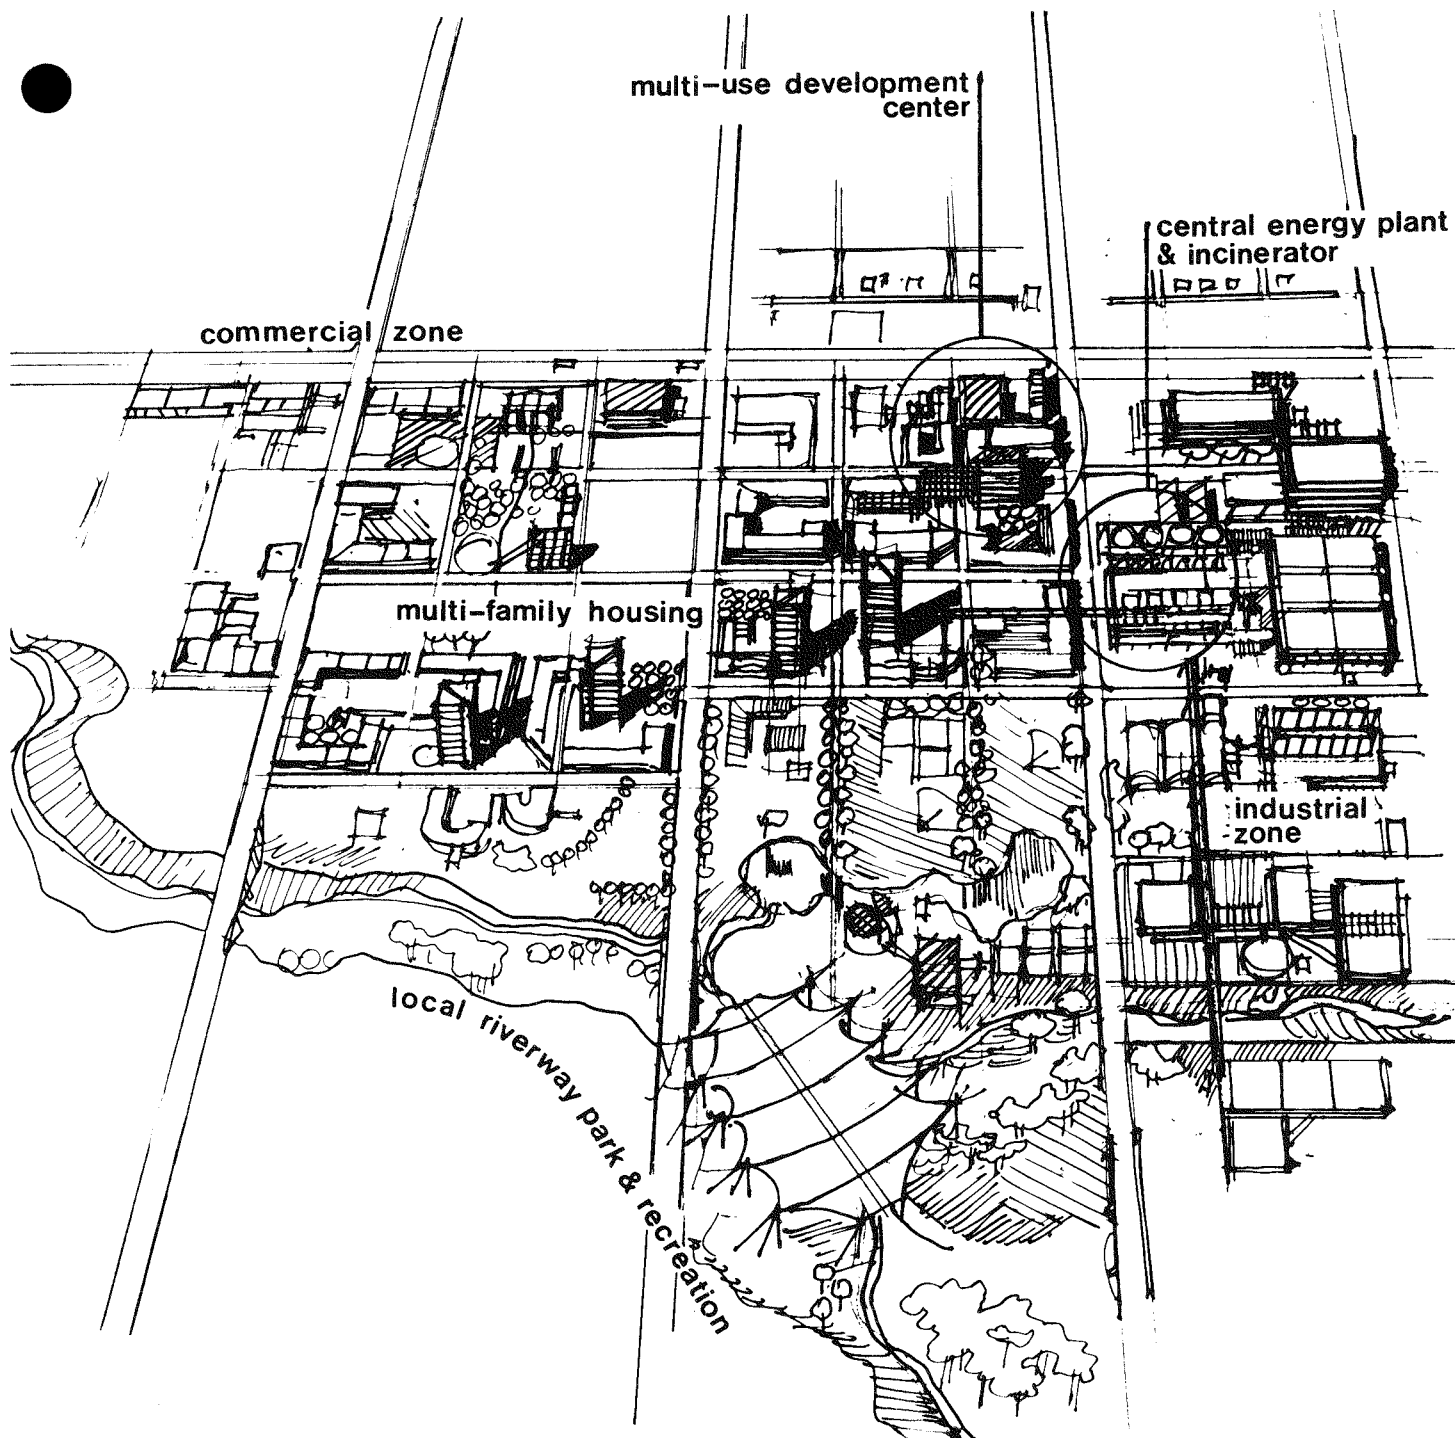 multi-use development
center
central energy plant
& incinerator
commercial zone
multi-family housing
industrial
zone
local riverway park & recreation